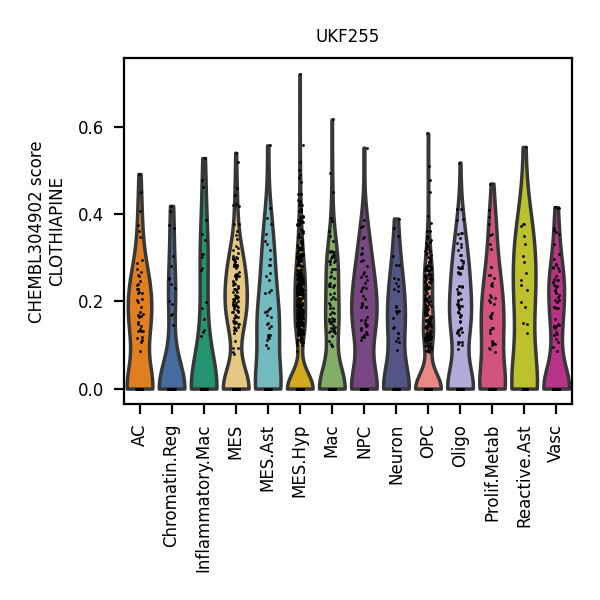 UKF255
CHEMBL304902 score
CLOTHIAPINE
0.6
0.4
0.2
0.0
AC
Chromatin.Reg
Inflammatory.Mac
MES
MES.Ast
MES.Hyp
Mac
NPC
Neuron
OPC
Oligo
Prolif.Metab
Reactive.Ast
Vasc